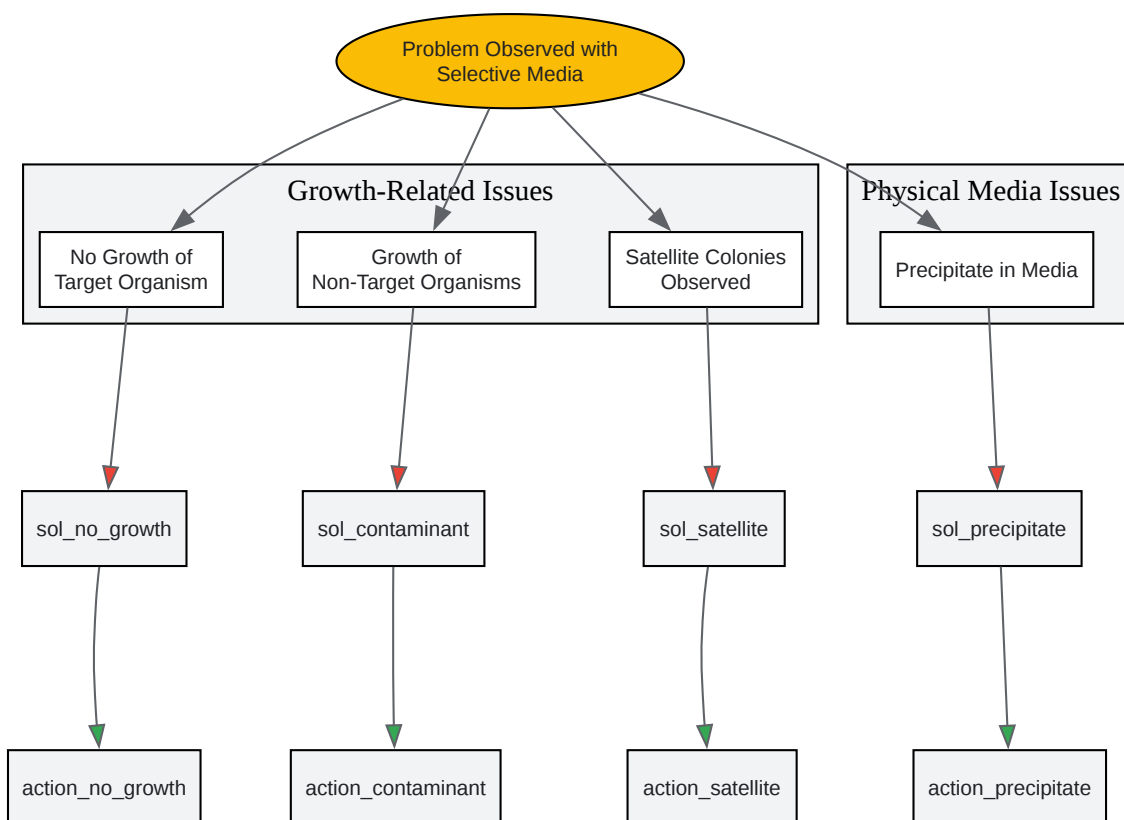 Problem Observed with
Selective Media
Growth-Related Issues
Physical Media Issues
No Growth of
Target Organism
Growth of
Non-Target Organisms
Satellite Colonies
Observed
Precipitate in Media
sol_no_growth
sol_contaminant
sol_satellite
sol_precipitate
action_no_growth
action_contaminant
action_satellite
action_precipitate